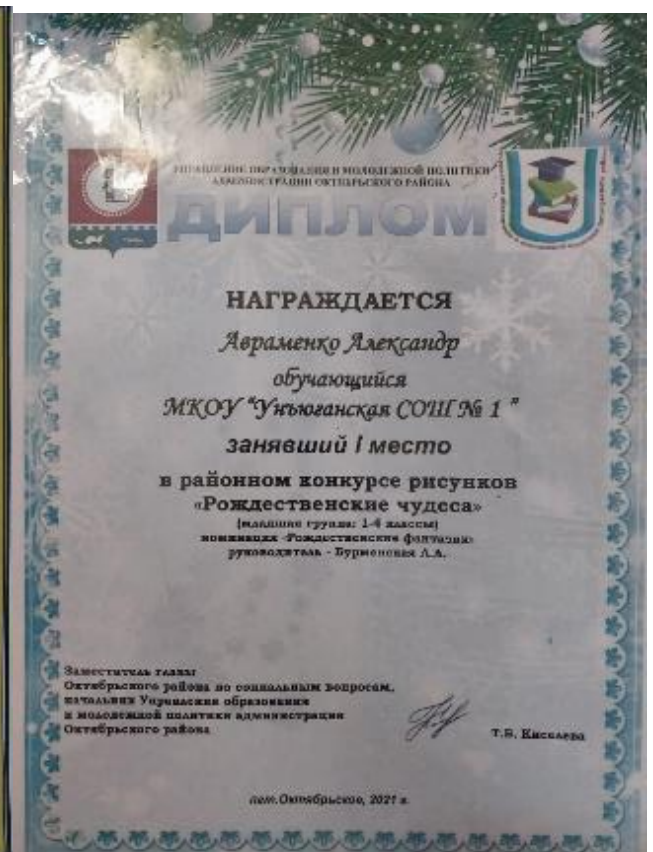 УПРАВЛЕНИЕ ОБРАЗОВАНИЯ И МОЛОДЕЖНОЙ ПОЛИТИКИ
АДМИНИСТРАЦИИ ОКТЯБРЬСКОГО РАЙОНА
ДИПЛОМ
НАГРАЖДАЕТСЯ
Авраменко Александр
обучающийся
МКОУ "Унъюганская СОШ № 1 "
занявший I место
в районном конкурсе рисунков
«Рождественские чудеса»
(младшая группа: 1-4 классы)
номинация «Рождественские фантазии»
руководитель - Бурменская Л.А.
Заместитель главы
Октябрьского района по социальным вопросам,
начальник Управления образования
и молодежной политики администрации
Октябрьского района
Т.Б. Киселева
пгт.Октябрьское, 2021 г.